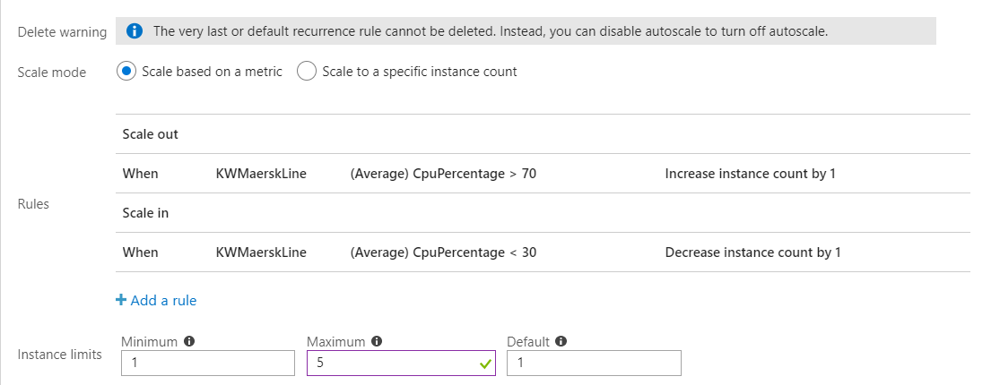 Delete warning The very last or default recurrence rule cannot be deleted. Instead, you can disable autoscale to turn off autoscale.
Scale mode Scale based on a metric Scale to a specific instance count
Scale out
When KWMaerskLine (Average) CpuPercentage > 70 Increase instance count by 1
Rules
Scale in
When KWMaerskLine (Average) CpuPercentage < 30 Decrease instance count by 1
+ Add a rule
Minimum Maximum Default
Instance limits 1 5 1